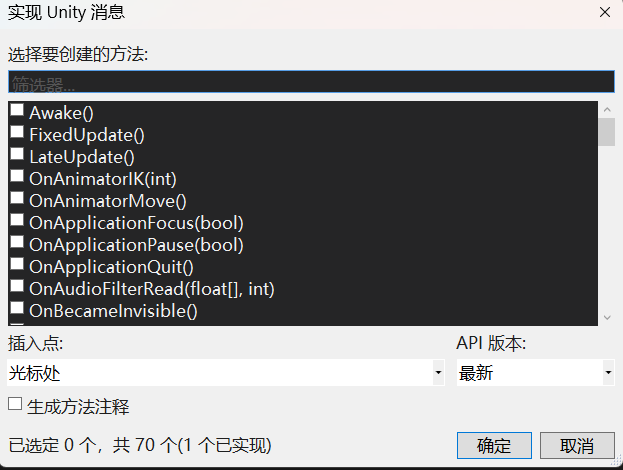 实现 Unity 消息
选择要创建的方法:
筛选器...
Awake()
FixedUpdate()
LateUpdate()
OnAnimatorIK(int)
OnAnimatorMove()
OnApplicationFocus(bool)
OnApplicationPause(bool)
OnApplicationQuit()
OnAudioFilterRead(float[], int)
OnBecameInvisible()
插入点:
API 版本:
光标处
最新
生成方法注释
已选定 0 个，共 70 个(1 个已实现)
确定
取消